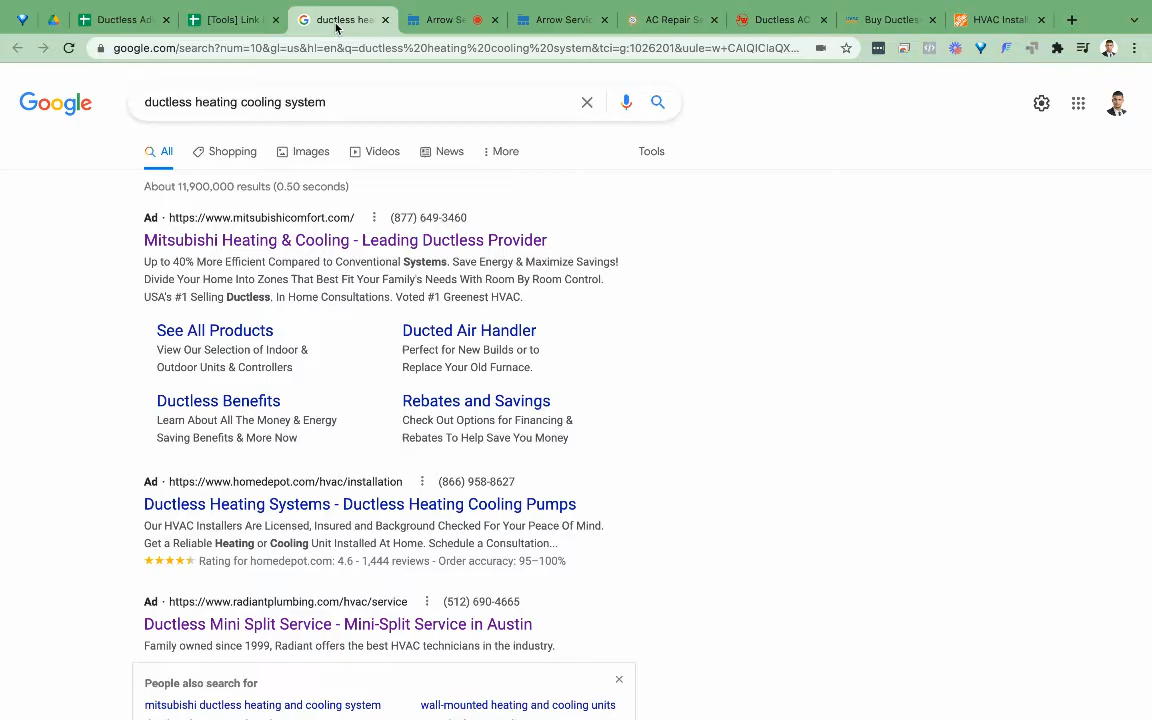 Ductless Ad
[Tools] Link
ductless hea
Arrow Se
Arrow Servic
AC Repair Se
Ductless AC
Buy Ductles
HVAC Instal
google.com/search?num=10&gl=us&hl=en&q=ductless%20heating%20cooling%20system&tci=g:1026201&uule=w+CAIQICIaQX...
Google
ductless heating cooling system
All
Shopping
Images
Videos
News
More
Tools
About 11,900,000 results (0.50 seconds)
Ad · https://www.mitsubishicomfort.com/ (877) 649-3460
Mitsubishi Heating & Cooling - Leading Ductless Provider
Up to 40% More Efficient Compared to Conventional Systems. Save Energy & Maximize Savings!
Divide Your Home Into Zones That Best Fit Your Family's Needs With Room By Room Control.
USA's #1 Selling Ductless. In Home Consultations. Voted #1 Greenest HVAC.
See All Products
View Our Selection of Indoor &
Outdoor Units & Controllers
Ducted Air Handler
Perfect for New Builds or to
Replace Your Old Furnace.
Ductless Benefits
Learn About All The Money & Energy
Saving Benefits & More Now
Rebates and Savings
Check Out Options for Financing &
Rebates To Help Save You Money
Ad · https://www.homedepot.com/hvac/installation (866) 958-8627
Ductless Heating Systems - Ductless Heating Cooling Pumps
Our HVAC Installers Are Licensed, Insured and Background Checked For Your Peace Of Mind.
Get a Reliable Heating or Cooling Unit Installed At Home. Schedule a Consultation...
Rating for homedepot.com: 4.6 - 1,444 reviews - Order accuracy: 95–100%
Ad · https://www.radiantplumbing.com/hvac/service (512) 690-4665
Ductless Mini Split Service - Mini-Split Service in Austin
Family owned since 1999, Radiant offers the best HVAC technicians in the industry.
People also search for
mitsubishi ductless heating and cooling system
wall-mounted heating and cooling units